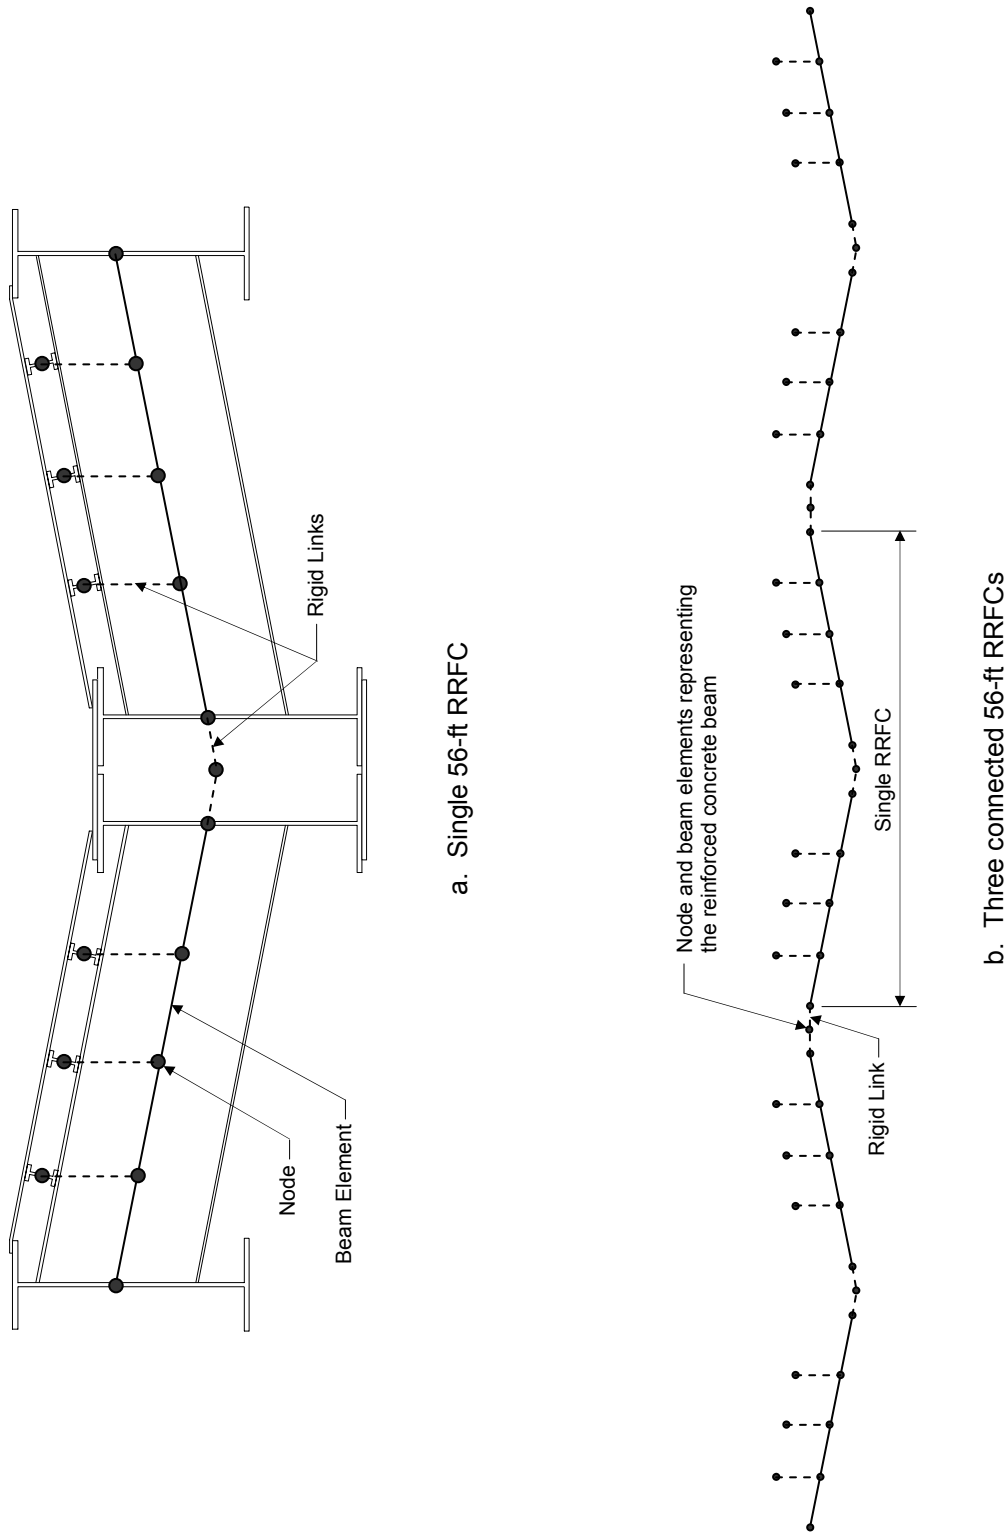 Rigid Links
Node
Beam Element
a. Single 56-ft RRFC
Node and beam elements representing
the reinforced concrete beam
Rigid Link
Single RRFC
b. Three connected 56-ft RRFCs